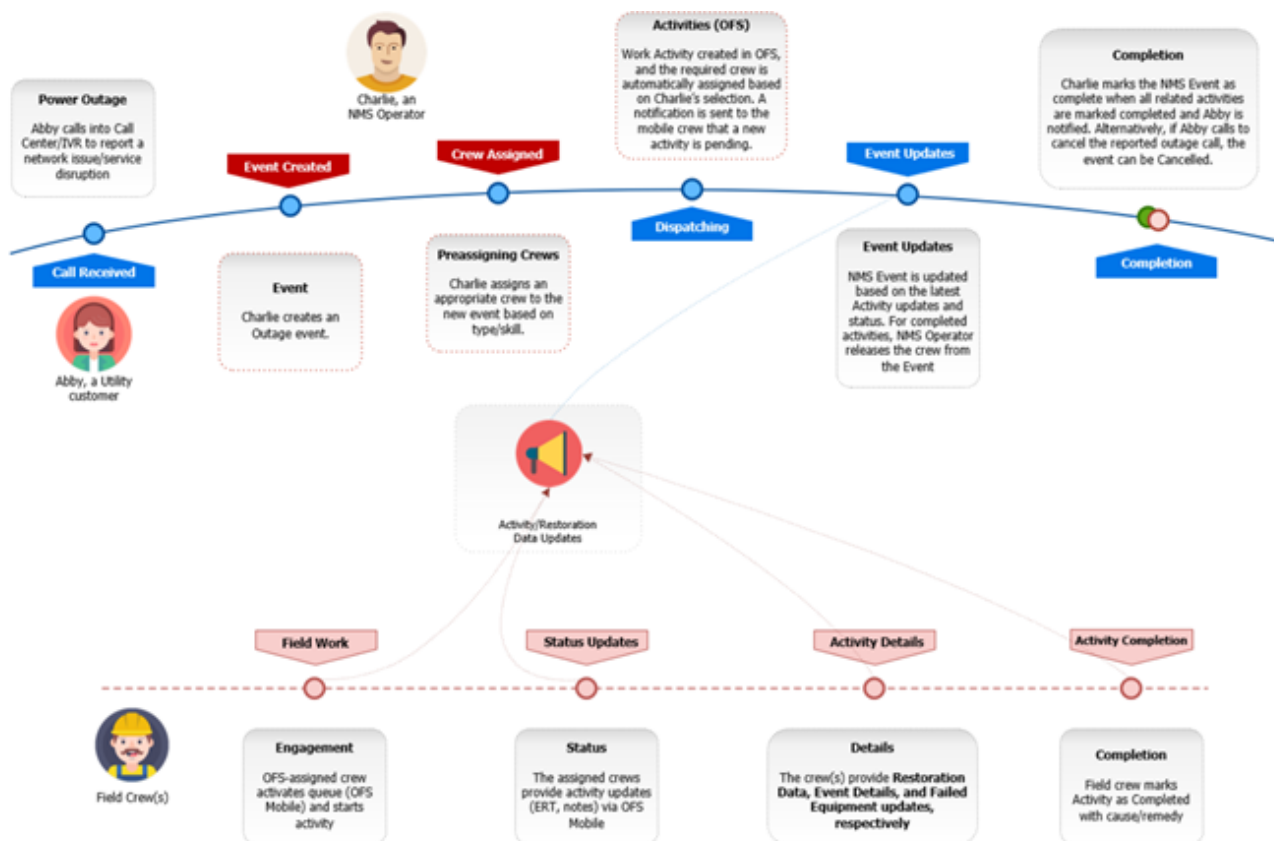 Power Outage
Abby calls into Call
Center/IVR to report a
network issue/service
disruption
Call Received
Abby, a Utility
customer
Event Created
Event
Charlie creates an
Outage event.
Charlie, an
NMS Operator
Crew Assigned
Preassigning Crews
Charlie assigns an
appropriate crew to the
new event based on
type/skill.
Activities (OFS)
Work Activity created in OFS,
and the required crew is
automatically assigned based
on Charlie's selection. A
notification is sent to the
mobile crew that a new
activity is pending.
Dispatching
Event Updates
Event Updates
NMS Event is updated
based on the latest
Activity updates and
status. For completed
activities, NMS Operator
releases the crew from
the Event
Completion
Charlie marks the NMS Event as
complete when all related activities
are marked completed and Abby is
notified. Alternatively, if Abby calls to
cancel the reported outage call, the
event can be Cancelled.
Completion
Activity/Restoration
Data Updates
Field Work
Status Updates
Activity Details
Activity Completion
Field Crew(s)
Engagement
OFS-assigned crew
activates queue (OFS
Mobile) and starts
activity
Status
The assigned crews
provide activity updates
(ERT, notes) via OFS
Mobile
Details
The crew(s) provide Restoration
Data, Event Details, and Failed
Equipment updates,
respectively
Completion
Field crew marks
Activity as Completed
with cause/remedy